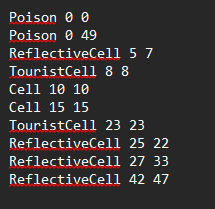 Poison 0 0
Poison 0 49
ReflectiveCell 5 7
TouristCell 8 8
Cell 10 10
Cell 15 15
TouristCell 23 23
ReflectiveCell 25 22
ReflectiveCell 27 33
ReflectiveCell 42 47